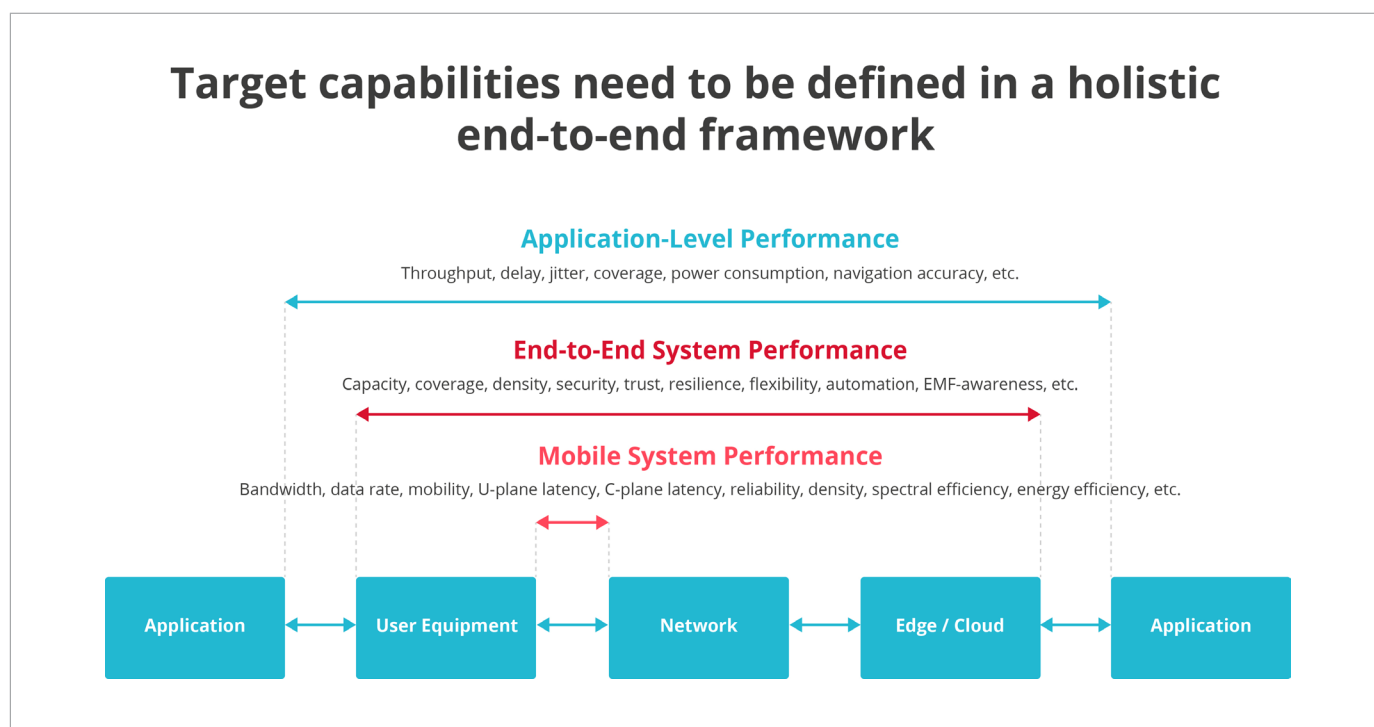 Target capabilities need to be defined in a holistic
end-to-end framework
Application-Level Performance
Throughput, delay, jitter, coverage, power consumption, navigation accuracy, etc.
End-to-End System Performance
Capacity, coverage, density, security, trust, resilience, flexibility, automation, EMF-awareness, etc.
Mobile System Performance
Bandwidth, data rate, mobility, U-plane latency, C-plane latency, reliability, density, spectral efficiency, energy efficiency, etc.
Application
User Equipment
Network
Edge / Cloud
Application